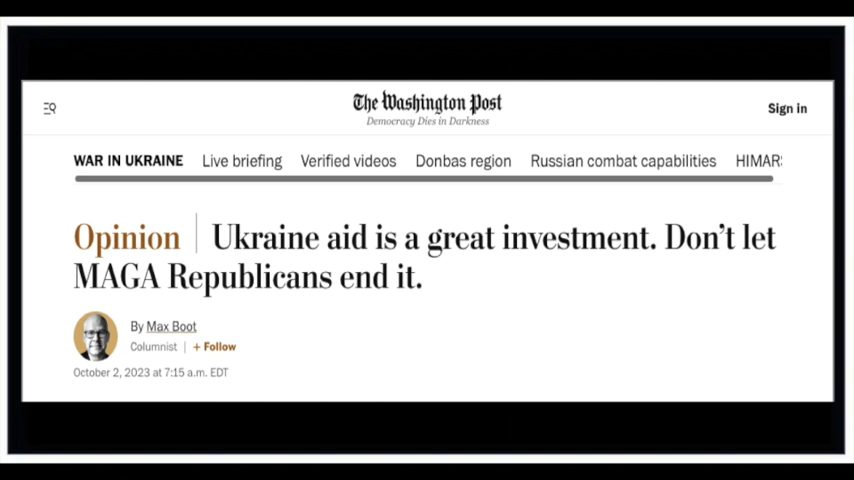 The Washington Post
Democracy Dies in Darkness
Sign in
WAR IN UKRAINE Live briefing Verified videos Donbas region Russian combat capabilities HIMARS
Opinion | Ukraine aid is a great investment. Don't let
MAGA Republicans end it.
By Max Boot
Columnist | + Follow
October 2, 2023 at 7:15 a.m. EDT